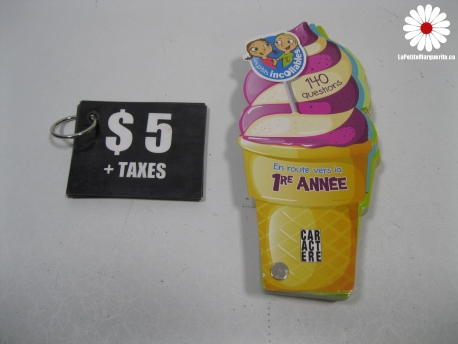 LaPetiteMarguerite.ca
$ 5
+ TAXES
incollables
140
questions
En route vers la
1RE ANNÉE
CAR
ACT
ERE